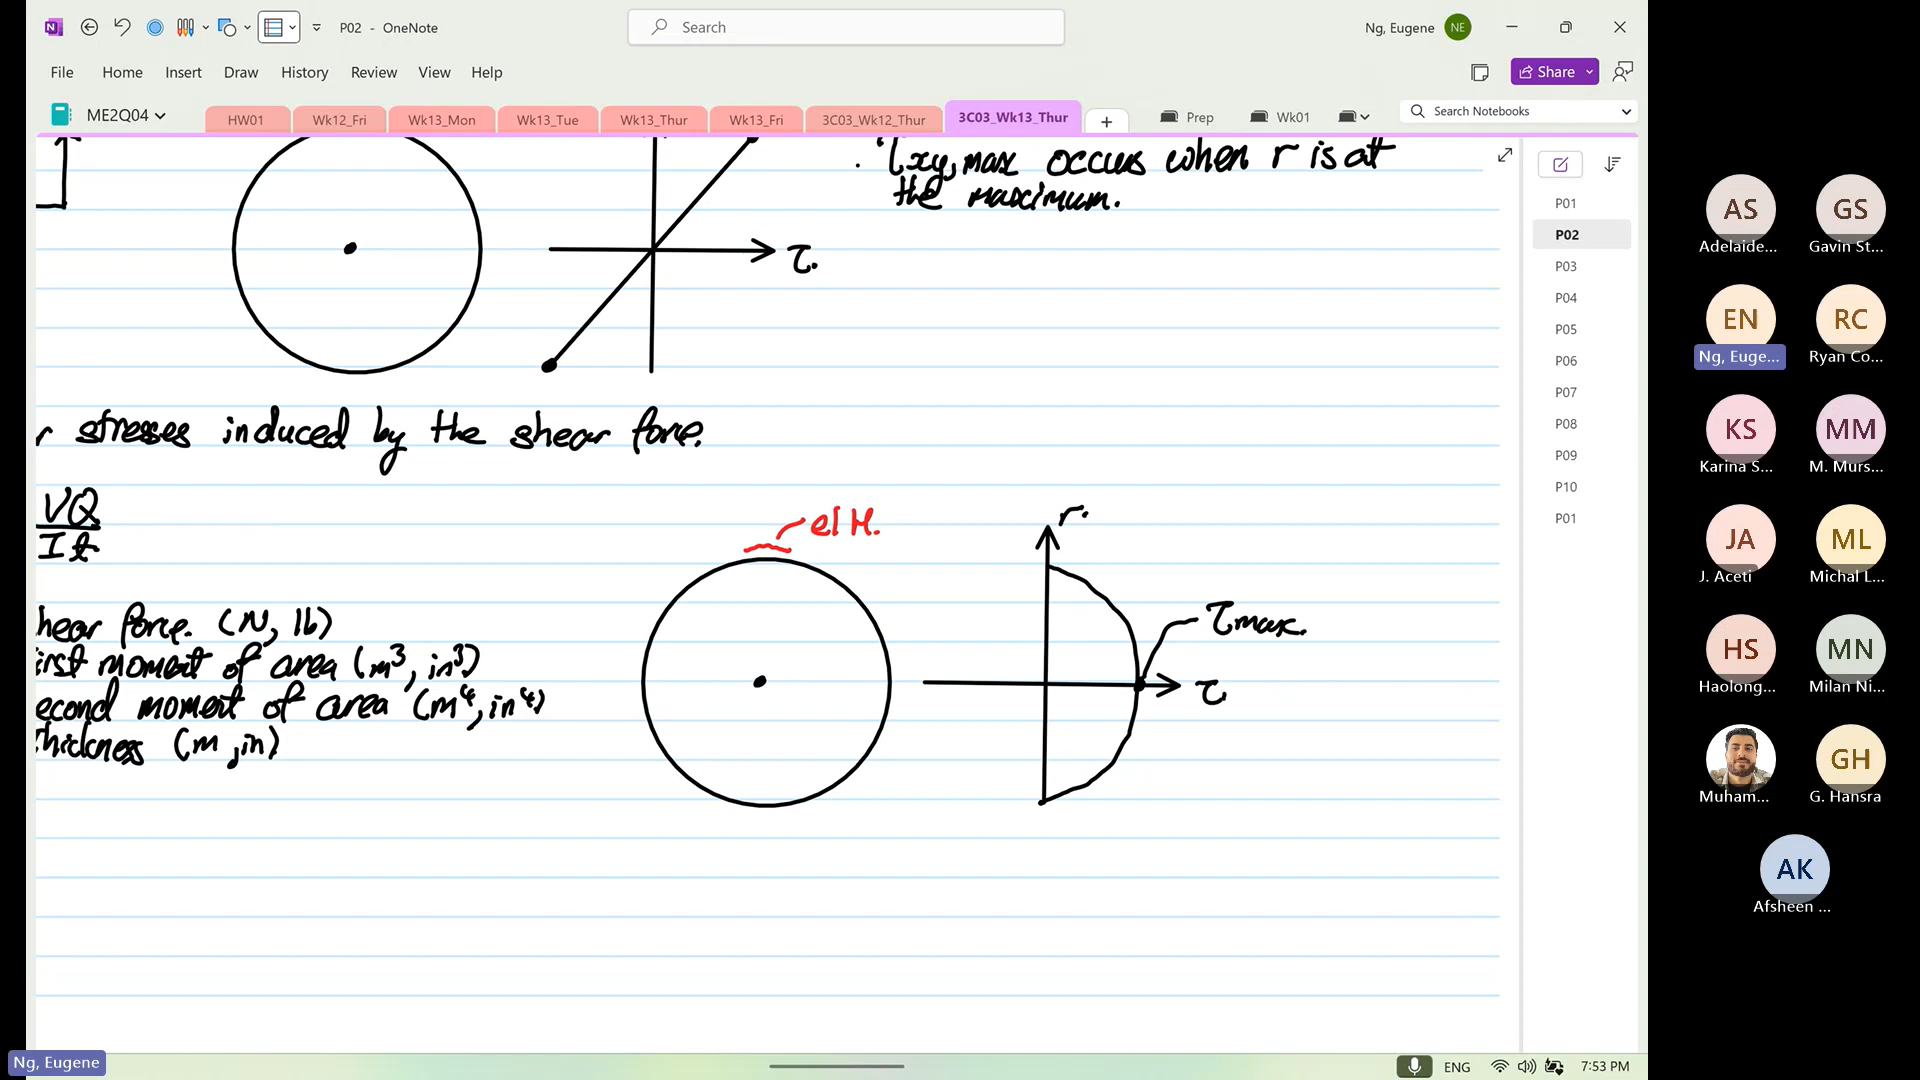 P02 - OneNote
Search
Ng, Eugene
NE
File Home Insert Draw History Review View Help
Share
ME2Q04
HW01
Wk12_Fri
Wk13_Mon
Wk13_Tue
Wk13_Thur
Wk13_Fri
3C03_Wk12_Thur
3C03_Wk13_Thur
Prep
Wk01
Search Notebooks
τxy,max occurs when r is at
the maximum.
τ.
r stresses induced by the shear force.
VQ
It
el H.
r.
τmax.
τ
hear force. (N, lb)
irst moment of area (m³, in³)
econd moment of area (m⁴, in⁴)
thickness (m, in)
P01
P02
P03
P04
P05
P06
P07
P08
P09
P10
P01
AS
Adelaide...
GS
Gavin St...
EN
Ng, Euge...
RC
Ryan Co...
KS
Karina S...
MM
M. Murs...
JA
J. Aceti
ML
Michal L...
HS
Haolong...
MN
Milan Ni...
Muham...
GH
G. Hansra
AK
Afsheen ...
Ng, Eugene
ENG
7:53 PM